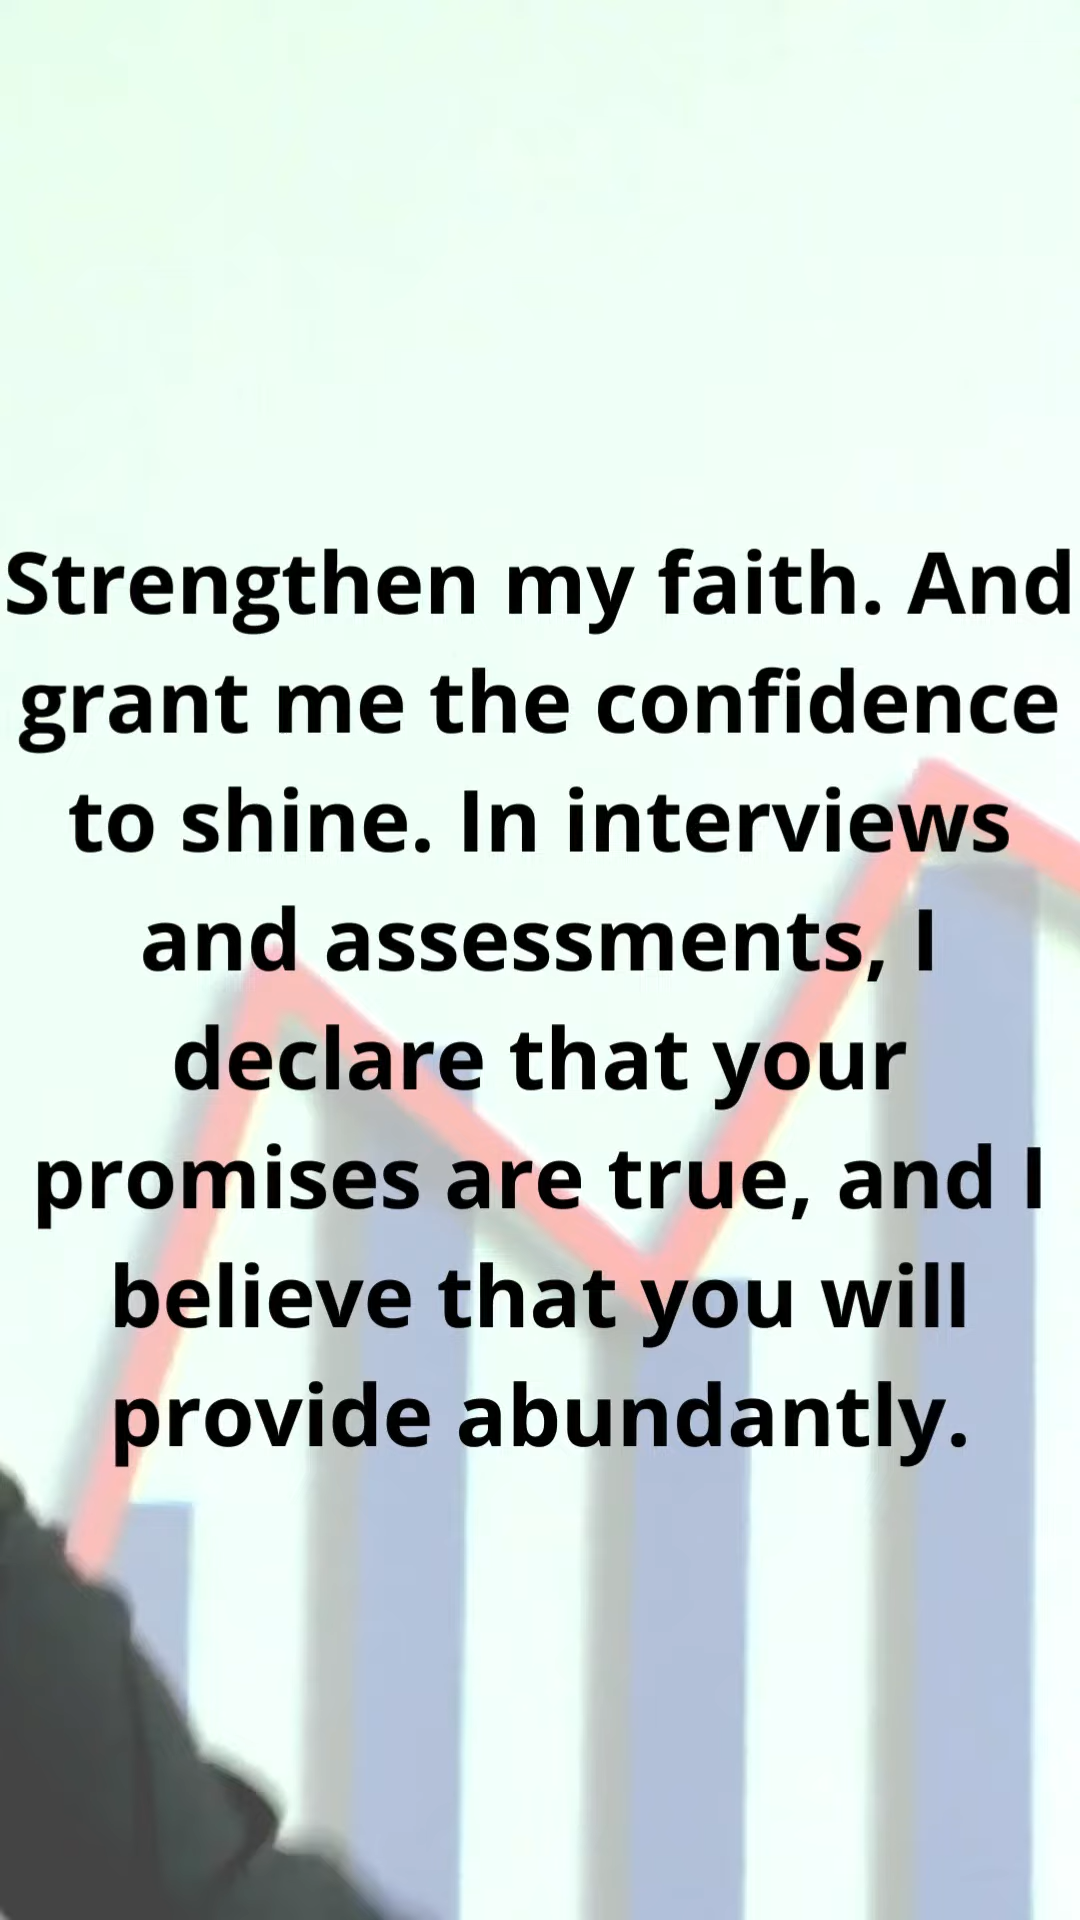 Strengthen my faith. And
grant me the confidence
to shine. In interviews
and assessments, I
declare that your
promises are true, and I
believe that you will
provide abundantly.